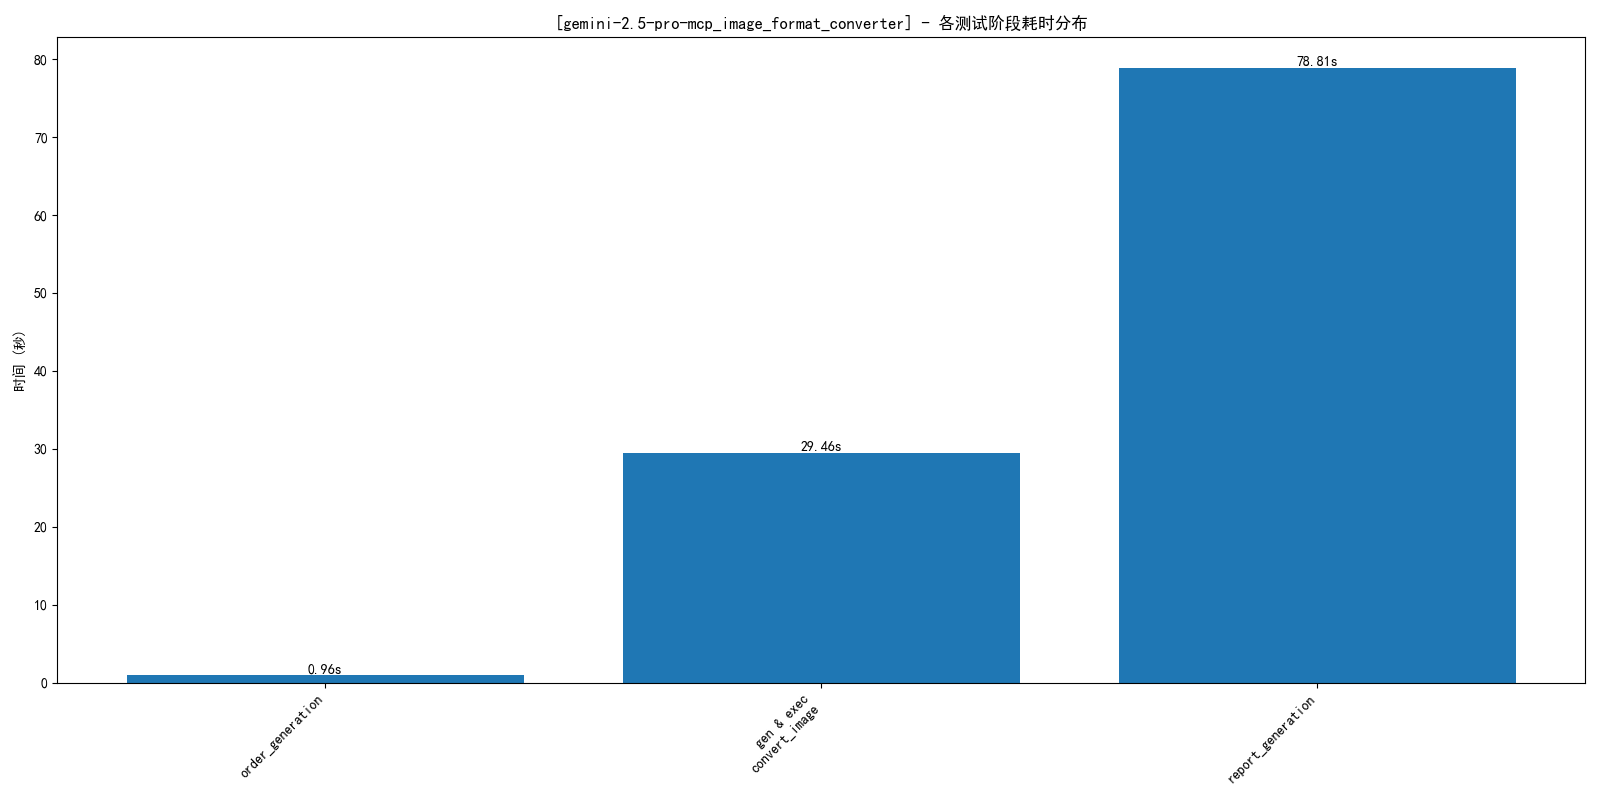 [gemini-2.5-pro-mcp_image_format_converter] - 各测试阶段耗时分布
时间 (秒)
80
70
60
50
40
30
20
10
0
0.96s
29.46s
78.81s
order_generation
gen & exec
convert_image
report_generation